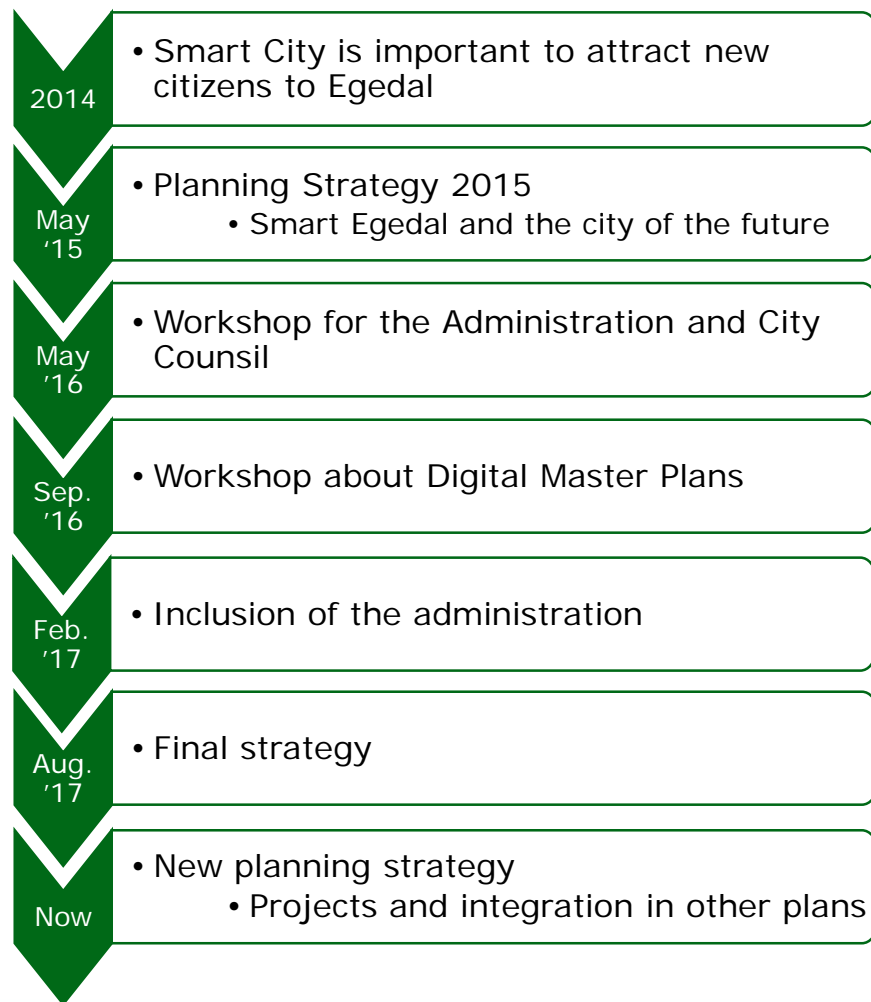 2014
• Smart City is important to attract new
citizens to Egedal
May
‘15
• Planning Strategy 2015
• Smart Egedal and the city of the future
May
’16
• Workshop for the Administration and City
Counsil
Sep.
’16
• Workshop about Digital Master Plans
Feb.
’17
• Inclusion of the administration
Aug.
’17
• Final strategy
Now
• New planning strategy
• Projects and integration in other plans